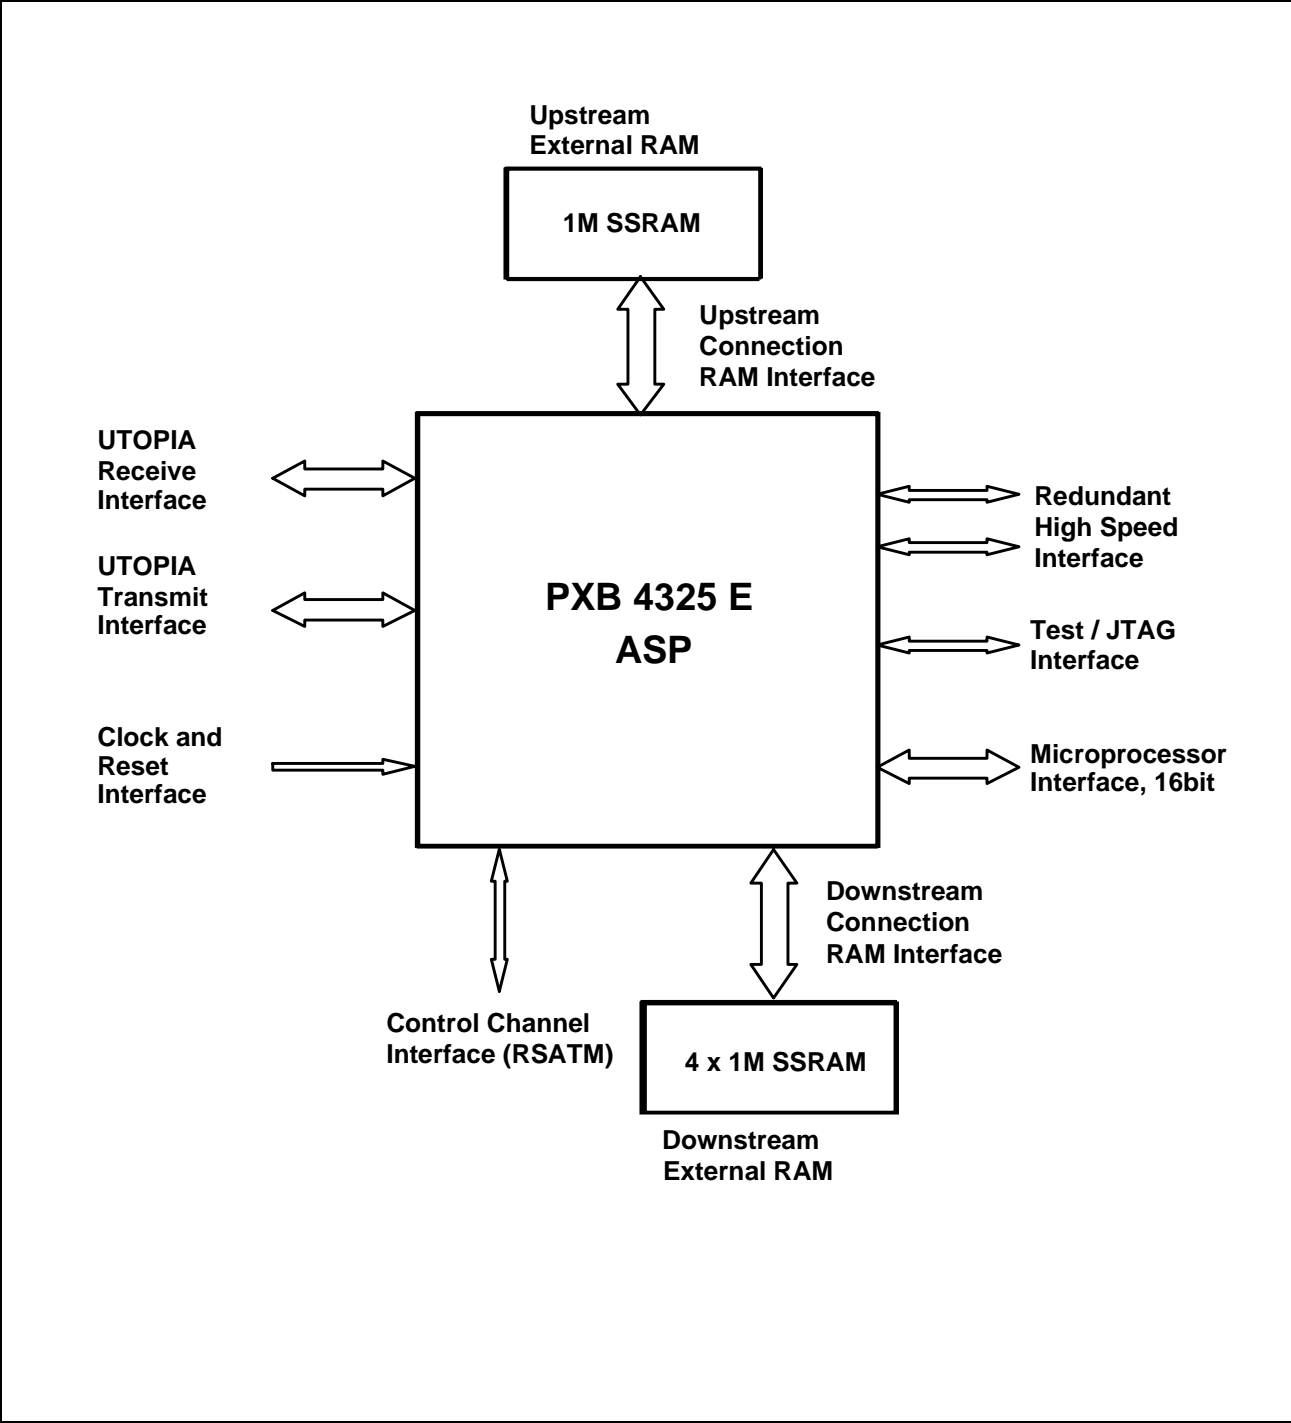 Upstream
External RAM
1M SSRAM
Upstream
Connection
RAM Interface
UTOPIA
Receive
Interface
UTOPIA
Transmit
Interface
Clock and
Reset
Interface
PXB 4325 E
ASP
Redundant
High Speed
Interface
Test / JTAG
Interface
Microprocessor
Interface, 16bit
Downstream
Connection
RAM Interface
Control Channel
Interface (RSATM)
4 x 1M SSRAM
Downstream
External RAM